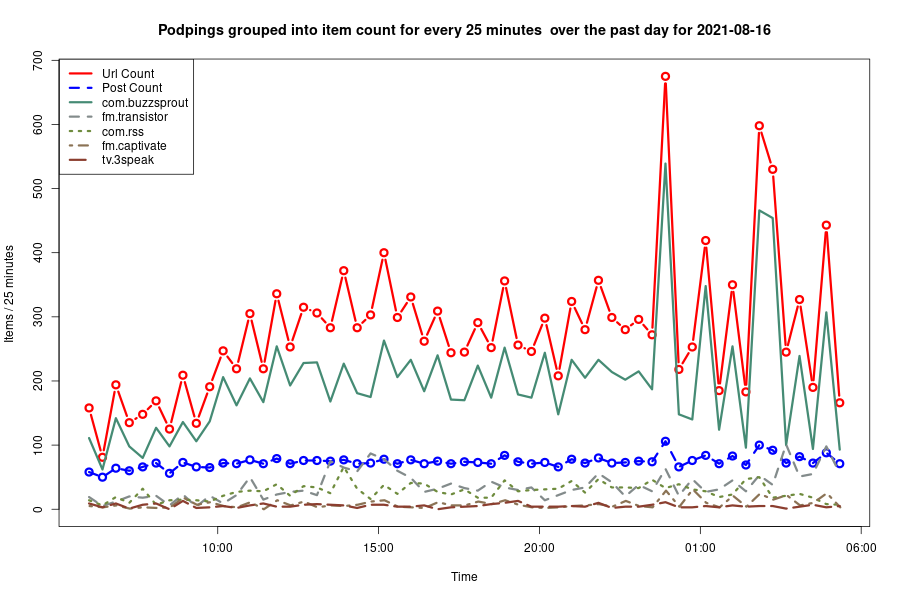 Podpings grouped into item count for every 25 minutes  over the past day for 2021-08-16
Items / 25 minutes
700
600
500
400
300
200
100
0
Url Count
Post Count
com.buzzsprout
fm.transistor
com.rss
fm.captivate
tv.3speak
10:00
15:00
20:00
01:00
06:00
Time